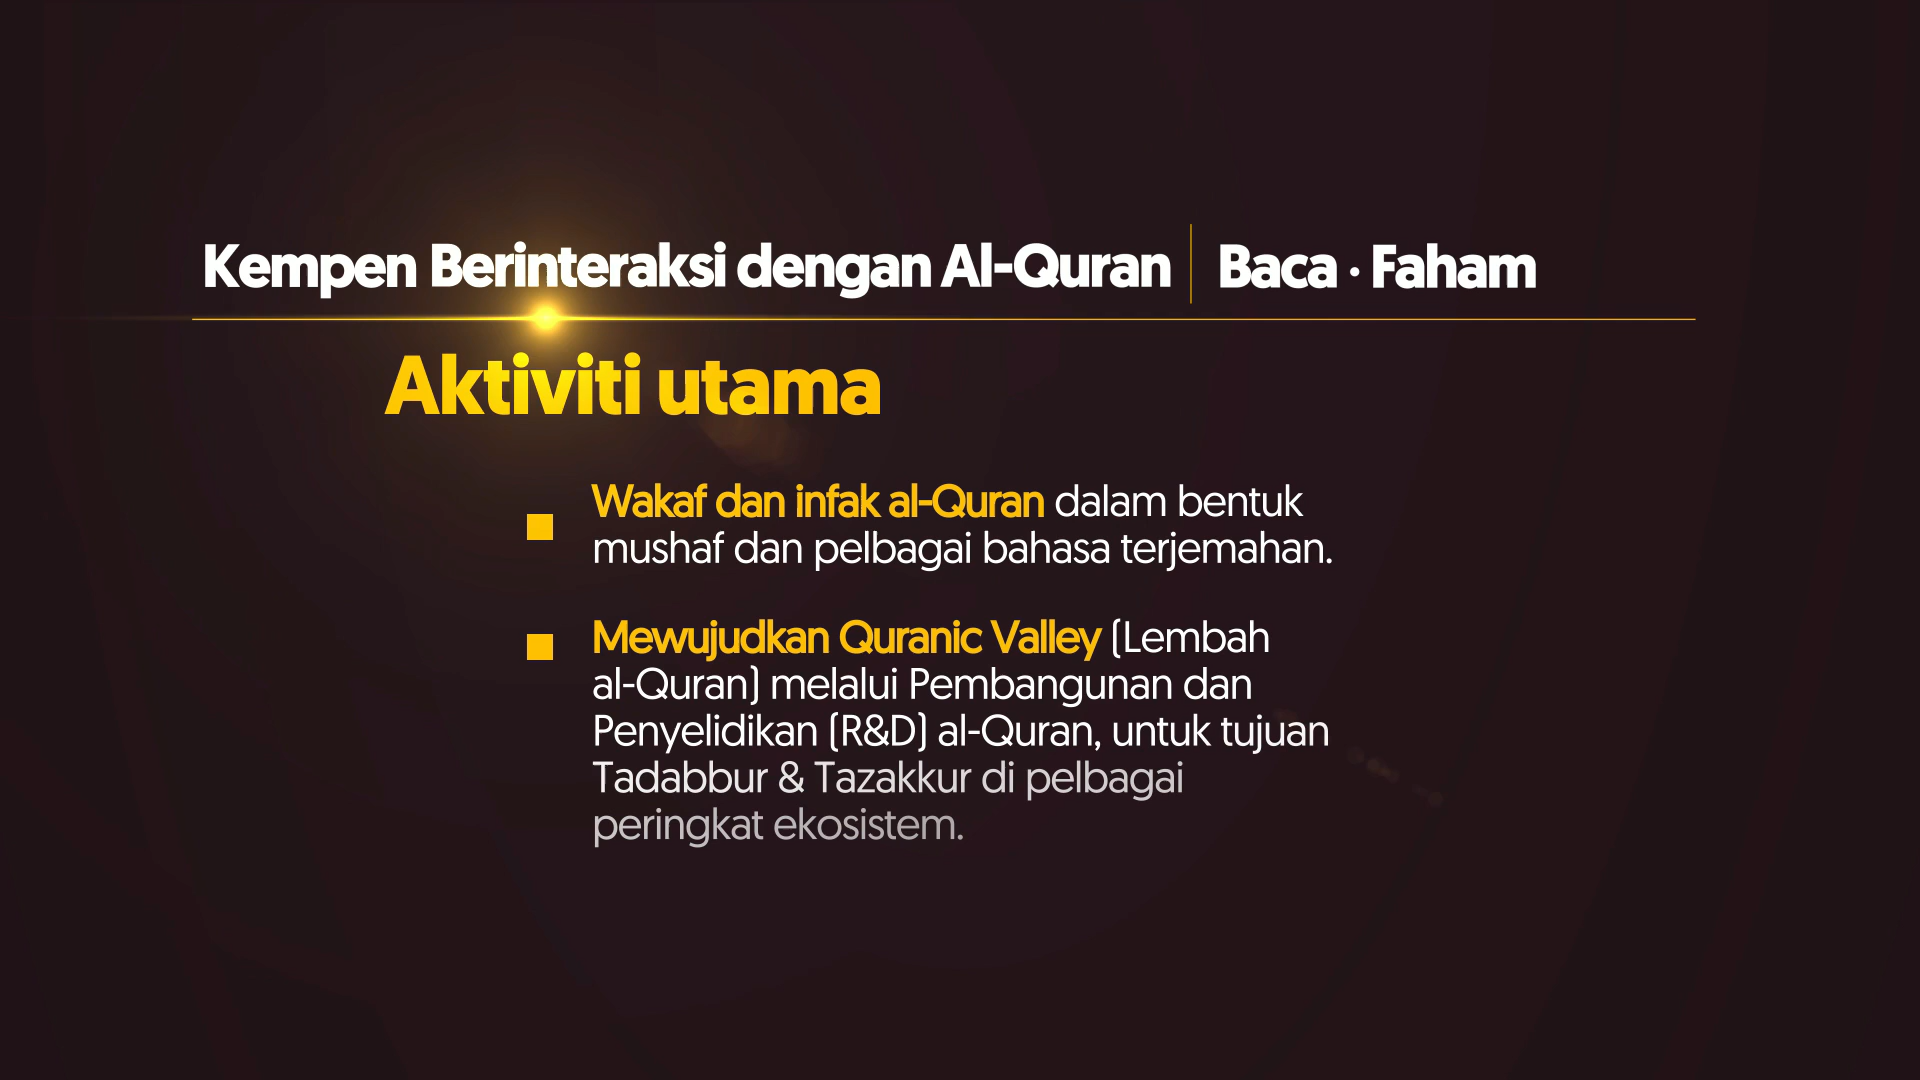 Kempen Berinteraksi dengan Al-Quran | Baca · Faham
Aktiviti utama
Wakaf dan infak al-Quran dalam bentuk
mushaf dan pelbagai bahasa terjemahan.
Mewujudkan Quranic Valley (Lembah
al-Quran) melalui Pembangunan dan
Penyelidikan (R&D) al-Quran, untuk tujuan
Tadabbur & Tazakkur di pelbagai
peringkat ekosistem.